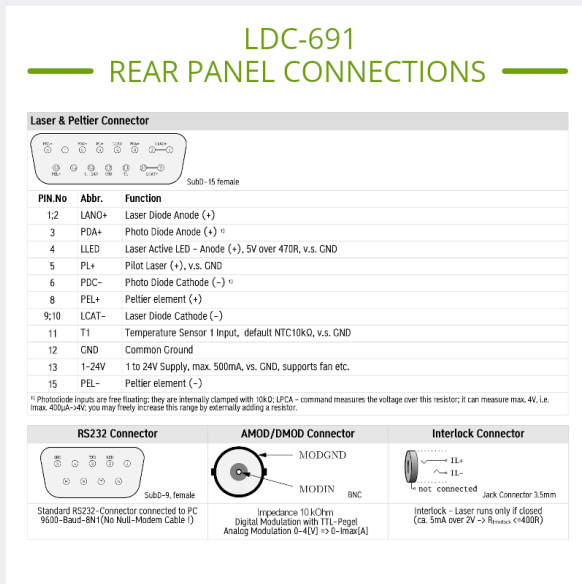 LDC-691
REAR PANEL CONNECTIONS
Laser & Peltier Connector
SubD-15 female
PIN.No Abbr. Function
1;2 LANO+ Laser Diode Anode (+)
3 PDA+ Photo Diode Anode (+) ¹⁾
4 LLED Laser Active LED - Anode (+), 5V over 470R, v.s. GND
5 PL+ Pilot Laser (+), v.s. GND
6 PDC- Photo Diode Cathode (-) ¹⁾
8 PEL+ Peltier element (+)
9;10 LCAT- Laser Diode Cathode (-)
11 T1 Temperature Sensor 1 Input, default NTC10kΩ, v.s. GND
12 GND Common Ground
13 1-24V 1 to 24V Supply, max. 500mA, vs. GND, supports fan etc.
15 PEL- Peltier element (-)
¹⁾ Photodiode inputs are free floating; they are internally clamped with 10kΩ; LPCA - command measures the voltage over this resistor; it can measure max. 4V, i.e.
Imax. 400µA->4V; you may freely increase this range by externally adding a resistor.
RS232 Connector AMOD/DMOD Connector Interlock Connector
MODGND
IL+
IL-
MODIN
not connected
SubD-9, female BNC Jack Connector 3.5mm
Standard RS232-Connector connected to PC
9600-Baud-8N1(No Null-Modem Cable !)
Impedance 10 kOhm
Digital Modulation with TTL-Pegel
Analog Modulation 0-4[V] => 0-Imax[A]
Interlock - Laser runs only if closed
(ca. 5mA over 2V -> R Interlock <=400R)